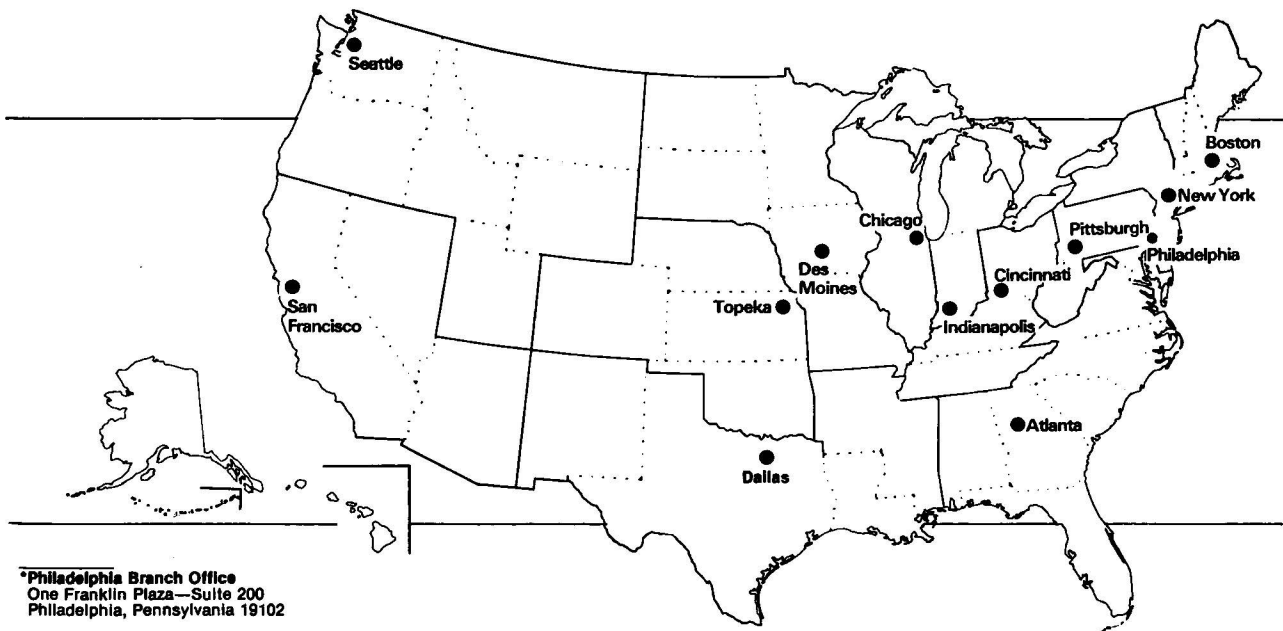 Seattle
Boston
New York
Chicago
Pittsburgh
Philadelphia
Des
Moines
Cincinnati
San
Francisco
Topeka
Indianapolis
Atlanta
Dallas
*Philadelphia Branch Office
One Franklin Plaza—Suite 200
Philadelphia, Pennsylvania 19102